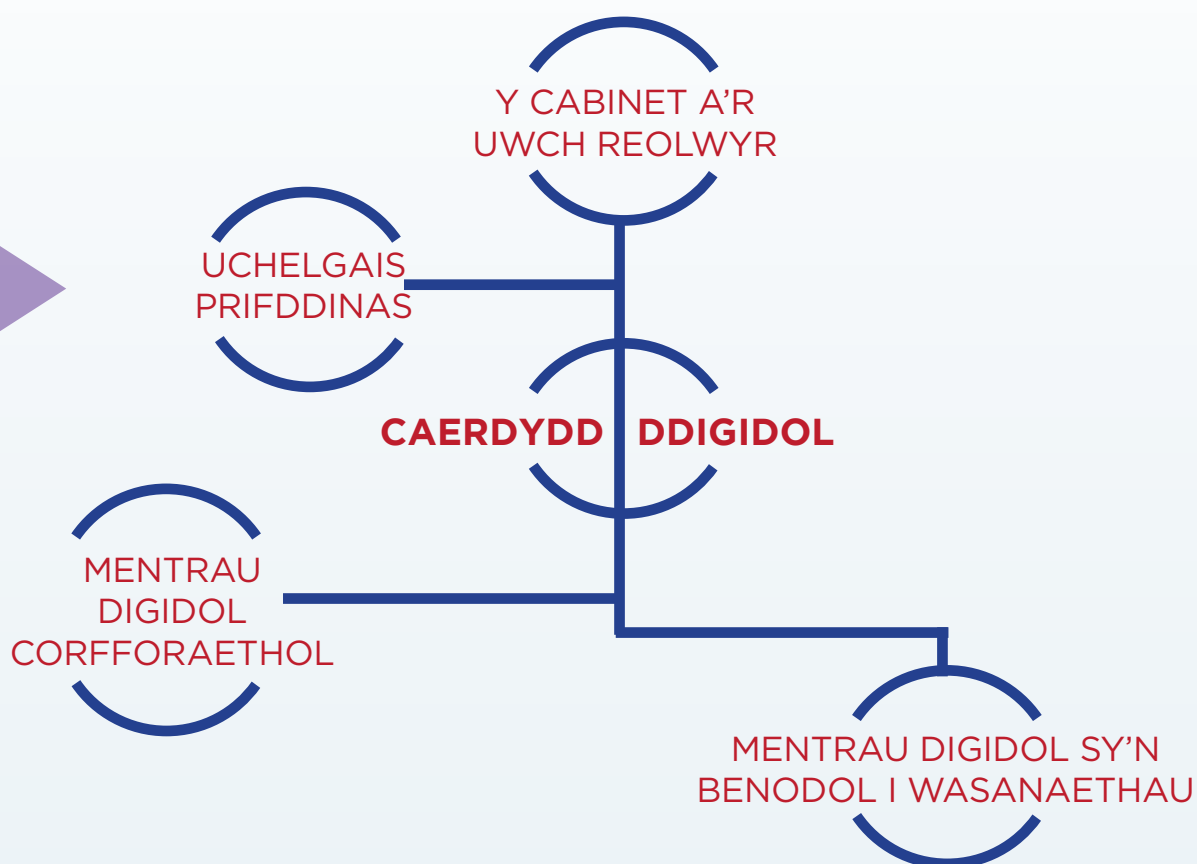 Y CABINET A'R
UWCH REOLWYR
UCHELGAIS
PRIFDDINAS
CAERDYDD DDIGIDOL
MENTRAU
DIGIDOL
CORFFORAETHOL
MENTRAU DIGIDOL SY'N
BENODOL I WASANAETHAU